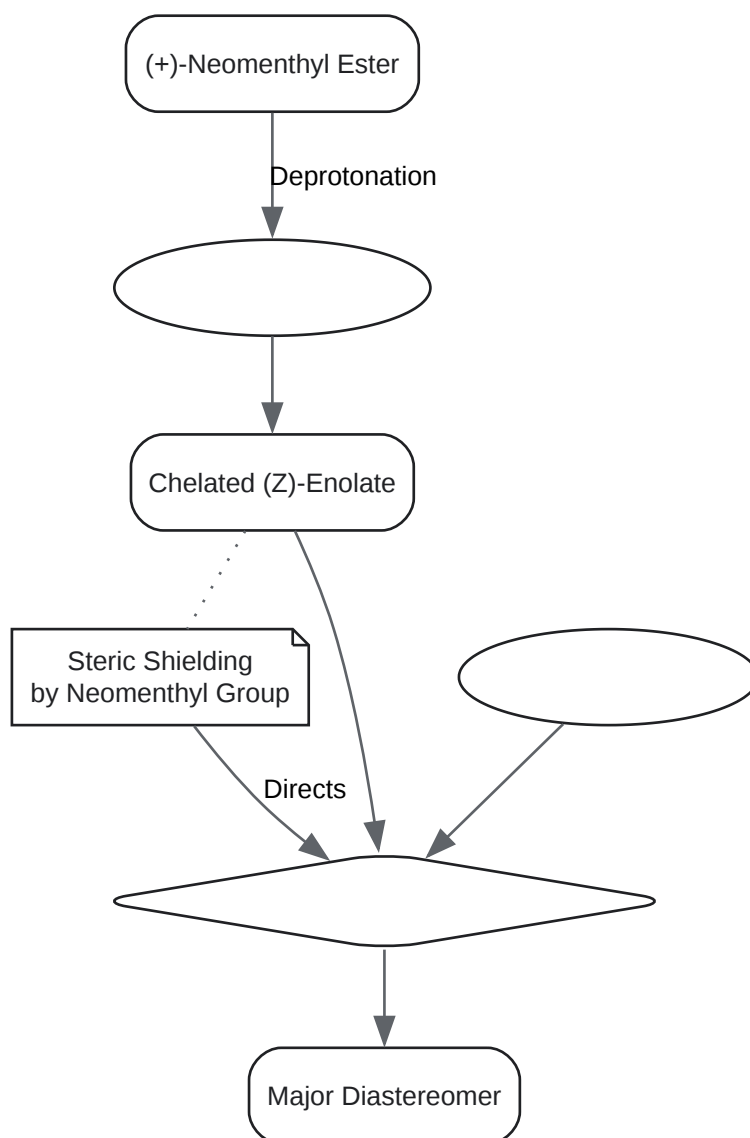 (+)-Neomenthyl Ester
Deprotonation
Chelated (Z)-Enolate
Steric Shielding
by Neomenthyl Group
Directs
Major Diastereomer